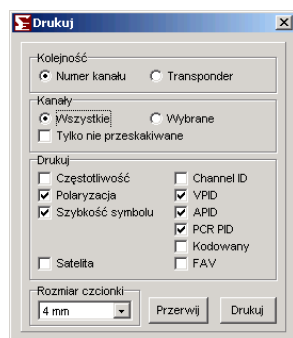 Drukuj
Kolejność
Numer kanału Transponder
Kanały
Wszystkie Wybrane
Tylko nie przeskakiwane
Drukuj
Częstotliwość Channel ID
Polaryzacja VPID
Szybkość symbolu APID
PCR PID
Kodowany
Satelita FAV
Rozmiar czcionki
4 mm Przerwij Drukuj